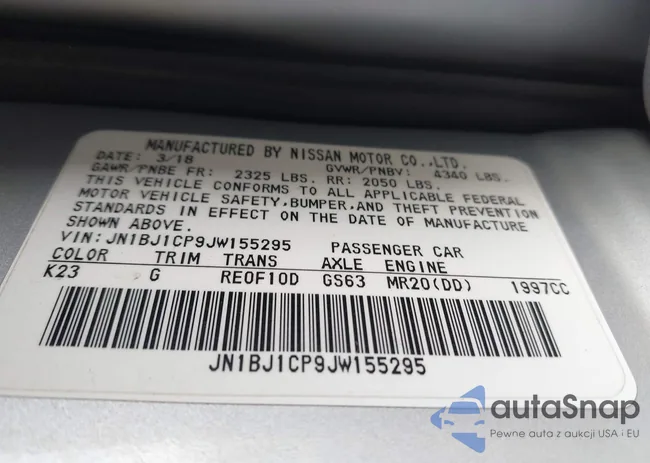 MANUFACTURED BY NISSAN MOTOR CO.,LTD.
DATE: 3/18 GVWR/PNBV: 4340 LBS.
GAWR/PNBE FR: 2325 LBS. RR: 2050 LBS.
THIS VEHICLE CONFORMS TO ALL APPLICABLE FEDERAL
MOTOR VEHICLE SAFETY,BUMPER,AND THEFT PREVENTION
STANDARDS IN EFFECT ON THE DATE OF MANUFACTURE
SHOWN ABOVE.
VIN:JN1BJ1CP9JW155295 PASSENGER CAR
COLOR TRIM TRANS AXLE ENGINE
K23 G RE0F10D GS63 MR20(DD) 1997CC
JN1BJ1CP9JW155295
autaSnap
Pewne auta z aukcji USA i EU